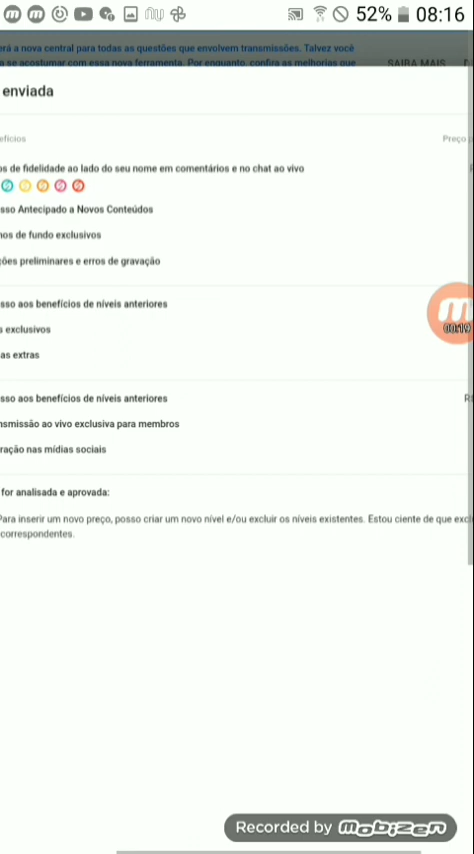 52% 08:16
erá a nova central para todas as questões que envolvem transmissões. Talvez você
a se acostumar com essa nova ferramenta. Por enquanto, confira as melhorias que
SAIBA MAIS
enviada
efícios
Preço
os de fidelidade ao lado do seu nome em comentários e no chat ao vivo
sso Antecipado a Novos Conteúdos
nos de fundo exclusivos
ções preliminares e erros de gravação
sso aos benefícios de níveis anteriores
s exclusivos
00:19
as extras
sso aos benefícios de níveis anteriores
R$
nsmissão ao vivo exclusiva para membros
ração nas mídias sociais
for analisada e aprovada:
Para inserir um novo preço, posso criar um novo nível e/ou excluir os níveis existentes. Estou ciente de que excl
correspondentes.
Recorded by mobizen